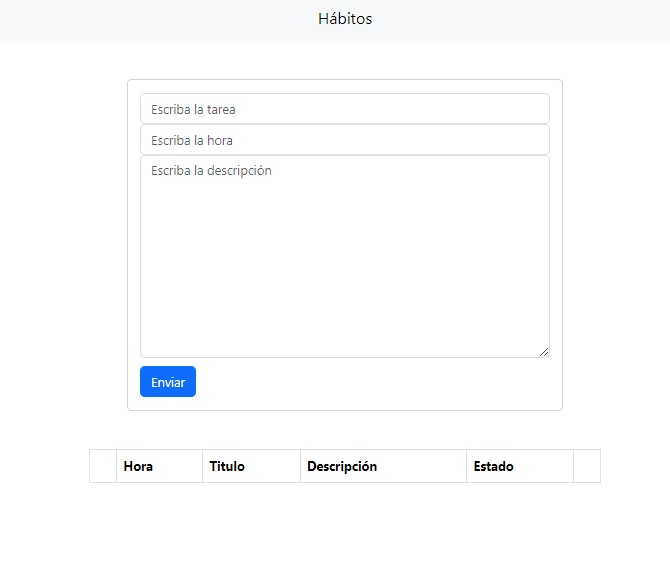 Hábitos
Escriba la tarea
Escriba la hora
Escriba la descripción
Enviar
Hora Titulo Descripción Estado